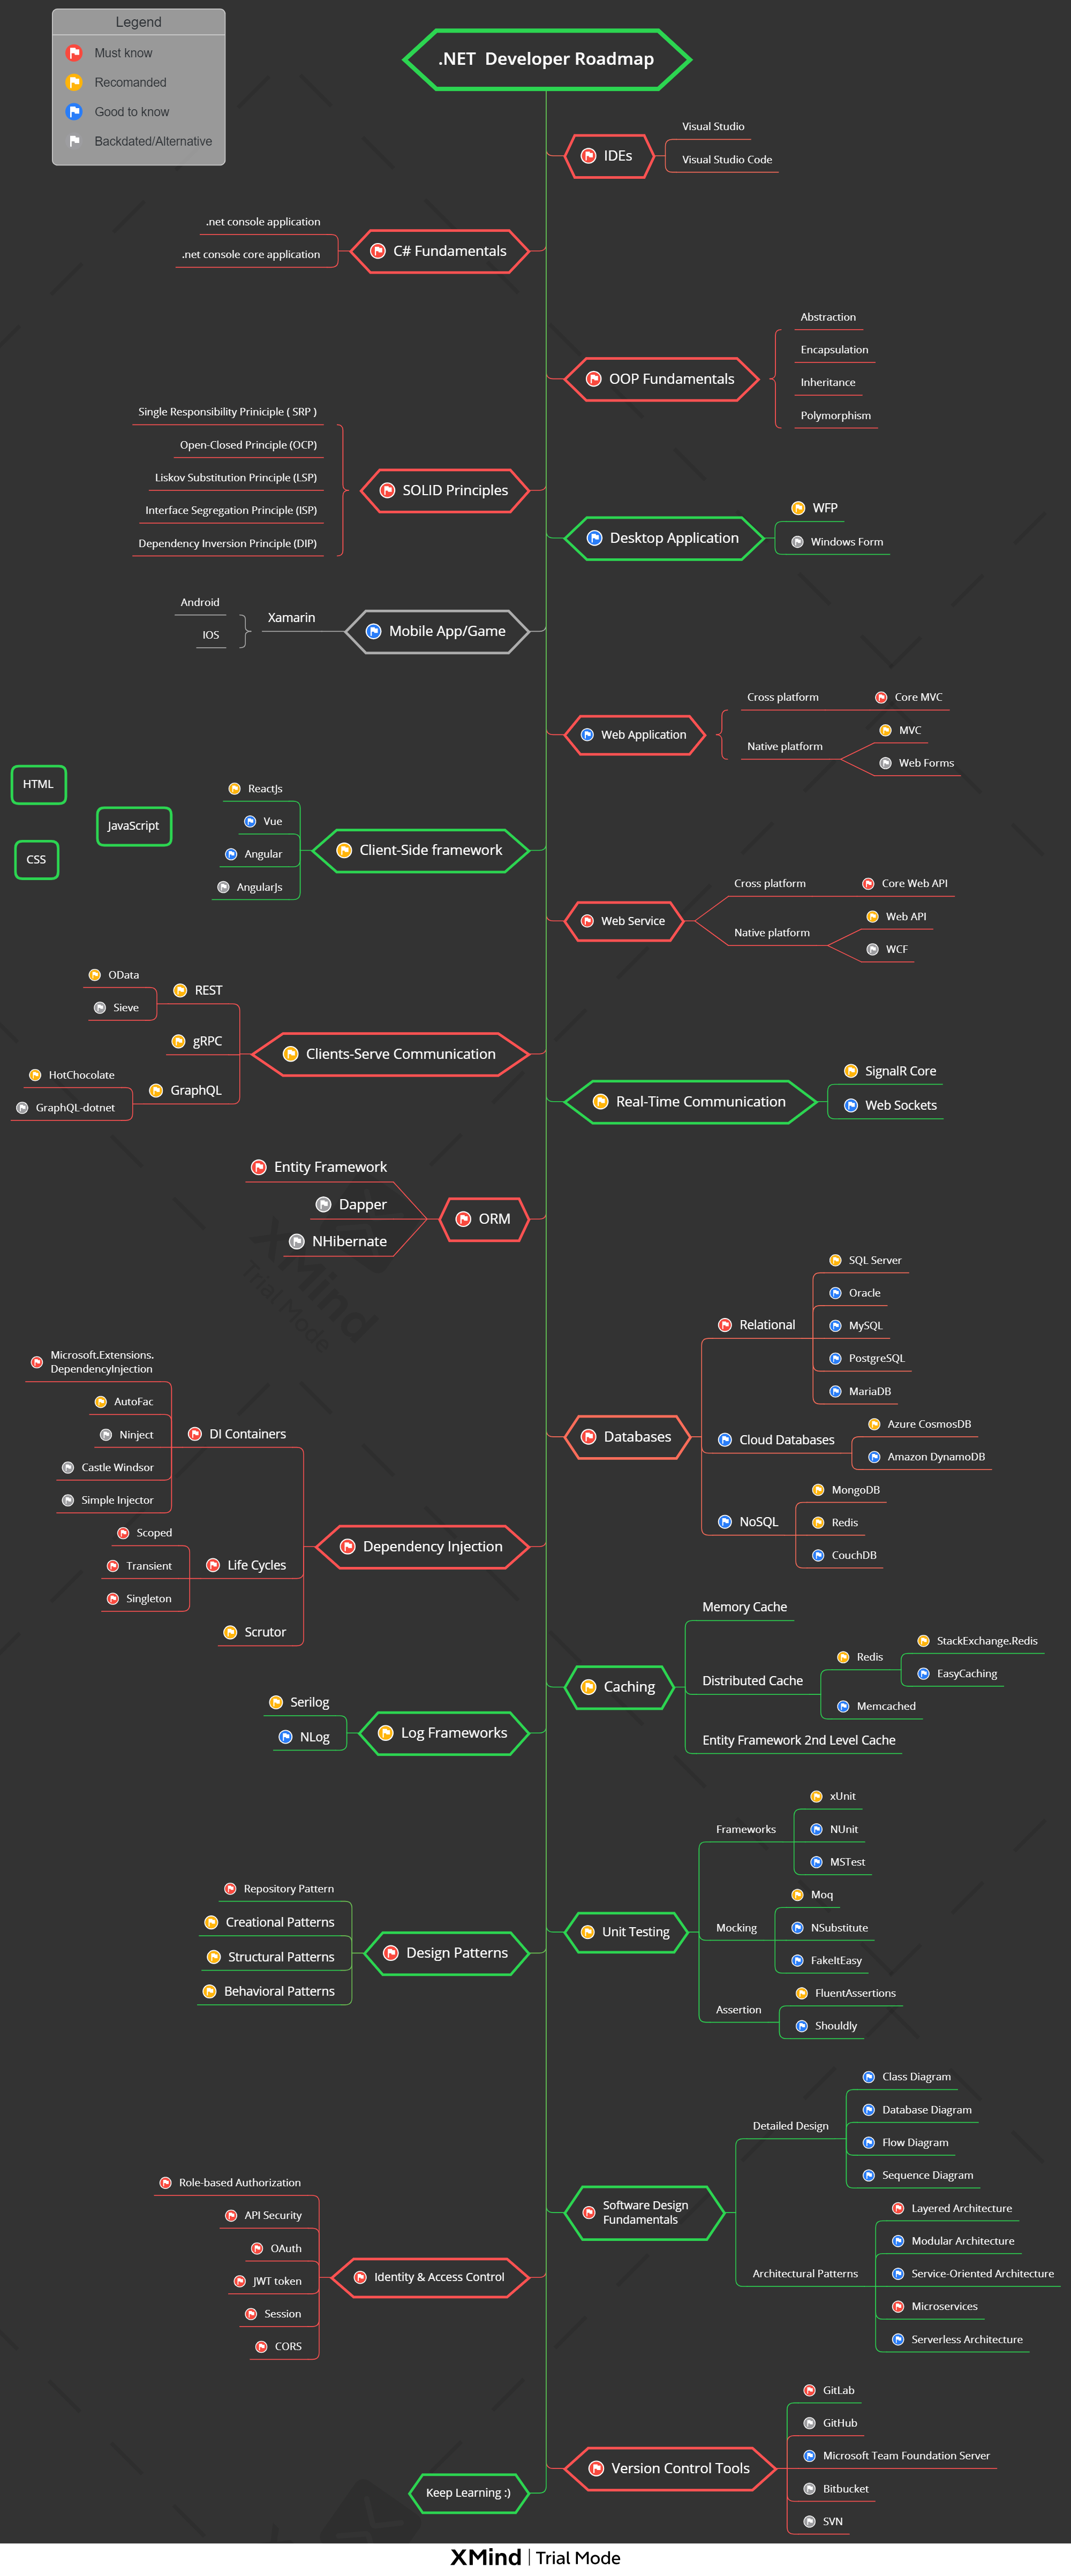 Legend
Must know
Recomanded
Good to know
Backdated/Alternative
.NET  Developer Roadmap
IDEs
Visual Studio
Visual Studio Code
C# Fundamentals
.net console application
.net console core application
OOP Fundamentals
Abstraction
Encapsulation
Inheritance
Polymorphism
SOLID Principles
Single Responsibility Priniciple ( SRP )
Open-Closed Principle (OCP)
Liskov Substitution Principle (LSP)
Interface Segregation Principle (ISP)
Dependency Inversion Principle (DIP)
Desktop Application
WFP
Windows Form
Mobile App/Game
Xamarin
Android
IOS
Web Application
Cross platform
Core MVC
Native platform
MVC
Web Forms
HTML
JavaScript
CSS
Client-Side framework
ReactJs
Vue
Angular
AngularJs
Web Service
Cross platform
Core Web API
Native platform
Web API
WCF
Clients-Serve Communication
REST
OData
Sieve
gRPC
GraphQL
HotChocolate
GraphQL-dotnet
Real-Time Communication
SignalR Core
Web Sockets
ORM
Entity Framework
Dapper
NHibernate
XMind
Trial Mode
Databases
Relational
SQL Server
Oracle
MySQL
PostgreSQL
MariaDB
Cloud Databases
Azure CosmosDB
Amazon DynamoDB
NoSQL
MongoDB
Redis
CouchDB
Dependency Injection
DI Containers
Microsoft.Extensions.
DependencyInjection
AutoFac
Ninject
Castle Windsor
Simple Injector
Life Cycles
Scoped
Transient
Singleton
Scrutor
Caching
Memory Cache
Distributed Cache
Redis
StackExchange.Redis
EasyCaching
Memcached
Entity Framework 2nd Level Cache
Log Frameworks
Serilog
NLog
Unit Testing
Frameworks
xUnit
NUnit
MSTest
Mocking
Moq
NSubstitute
FakeItEasy
Assertion
FluentAssertions
Shouldly
Design Patterns
Repository Pattern
Creational Patterns
Structural Patterns
Behavioral Patterns
Software Design
Fundamentals
Detailed Design
Class Diagram
Database Diagram
Flow Diagram
Sequence Diagram
Architectural Patterns
Layered Architecture
Modular Architecture
Service-Oriented Architecture
Microservices
Serverless Architecture
Identity & Access Control
Role-based Authorization
API Security
OAuth
JWT token
Session
CORS
Version Control Tools
GitLab
GitHub
Microsoft Team Foundation Server
Bitbucket
SVN
Keep Learning :)
XMind | Trial Mode